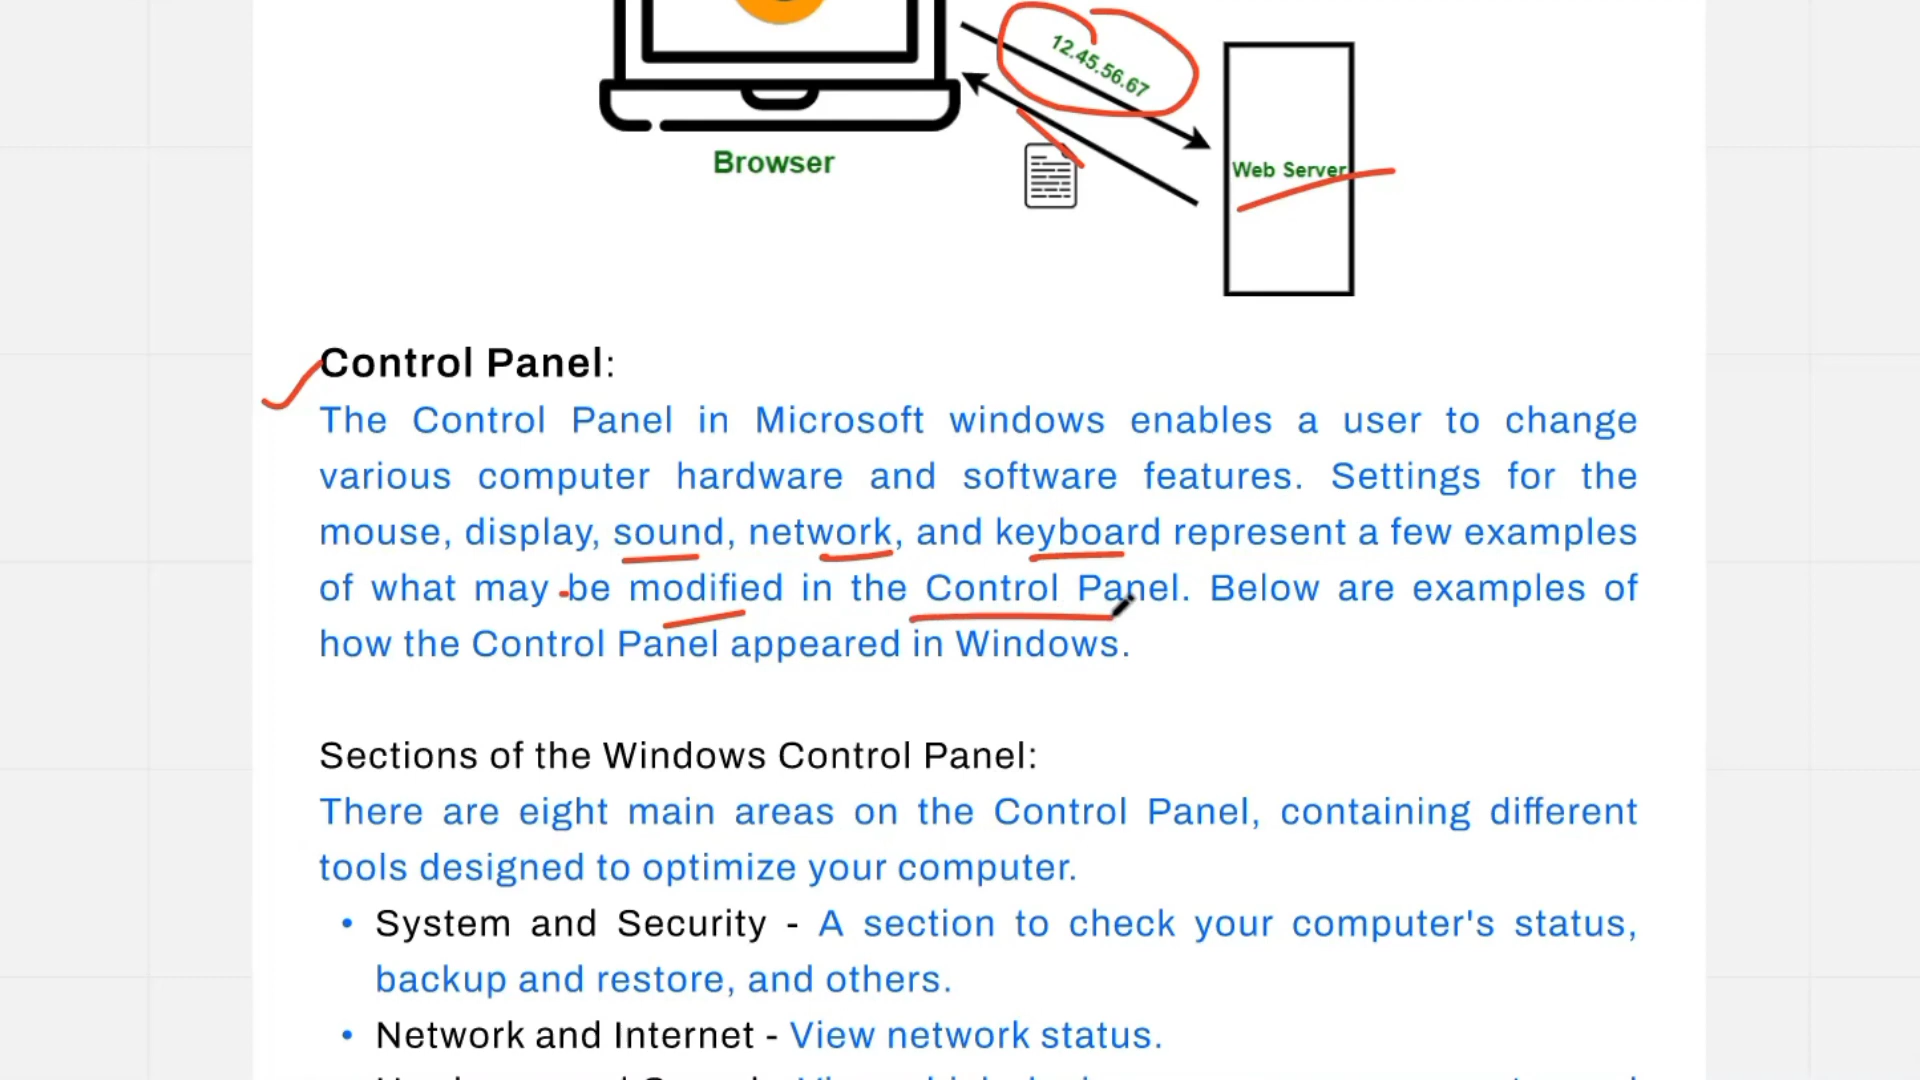 12.45.56.67
Browser
Web Server
Control Panel:
The Control Panel in Microsoft windows enables a user to change
various computer hardware and software features. Settings for the
mouse, display, sound, network, and keyboard represent a few examples
of what may be modified in the Control Panel. Below are examples of
how the Control Panel appeared in Windows.
Sections of the Windows Control Panel:
There are eight main areas on the Control Panel, containing different
tools designed to optimize your computer.
• System and Security - A section to check your computer's status,
backup and restore, and others.
• Network and Internet - View network status.